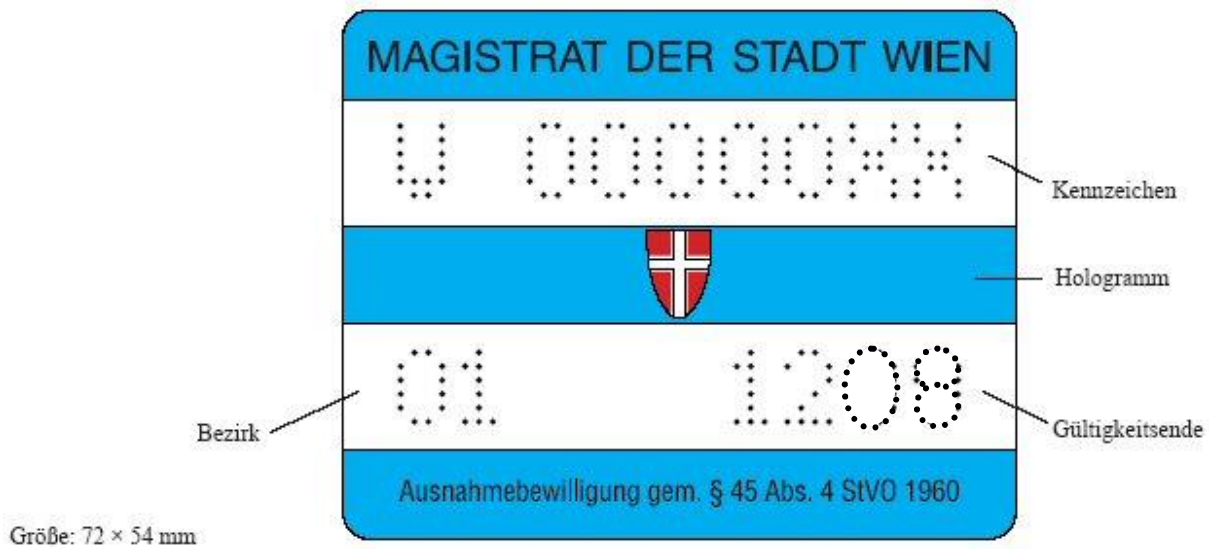 MAGISTRAT DER STADT WIEN
W 00000XX
Kennzeichen
Hologramm
01 1208
Bezirk
Gültigkeitsende
Ausnahmebewilligung gem. § 45 Abs. 4 StVO 1960
Größe: 72 × 54 mm